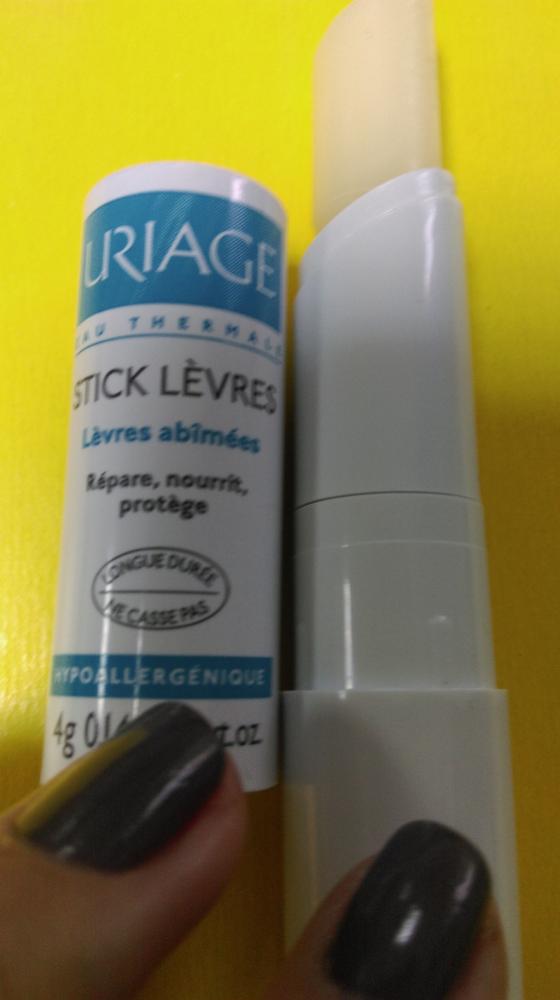 URIAGE
EAU THERMALE
STICK LÈVRES
Lèvres abîmées
Répare, nourrit,
protège
LONGUE DURÉE
NE CASSE PAS
HYPOALLERGÉNIQUE
4g